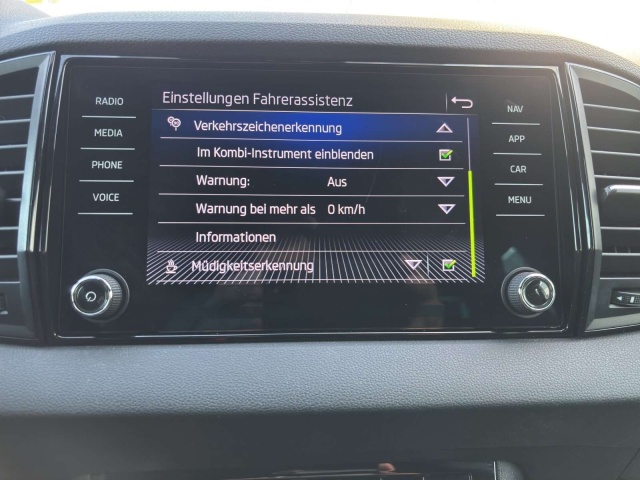 RADIO
MEDIA
PHONE
VOICE
Einstellungen Fahrerassistenz
Verkehrszeichenerkennung
Im Kombi-Instrument einblenden
Warnung: Aus
Warnung bei mehr als 0 km/h
Informationen
Müdigkeitserkennung
NAV
APP
CAR
MENU